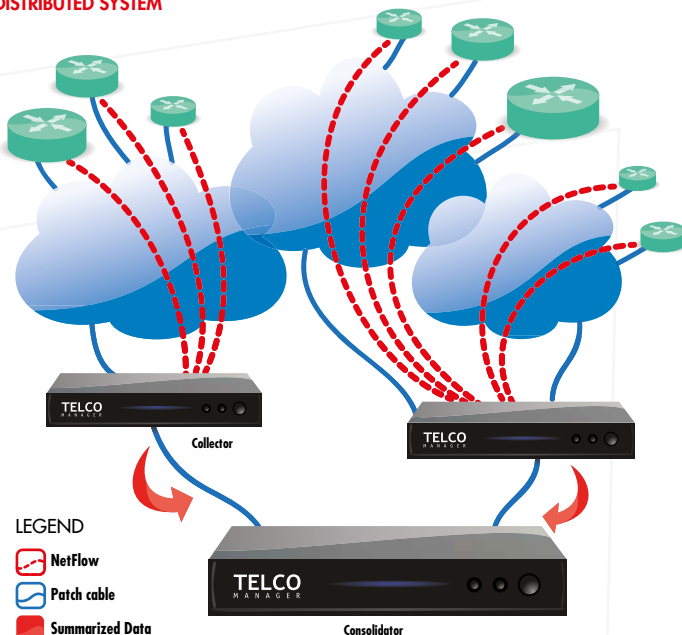 DISTRIBUTED SYSTEM
TELCO
MANAGER
Collector
TELCO
MANAGER
LEGEND
NetFlow
Patch cable
Summarized Data
TELCO
MANAGER
Consolidator